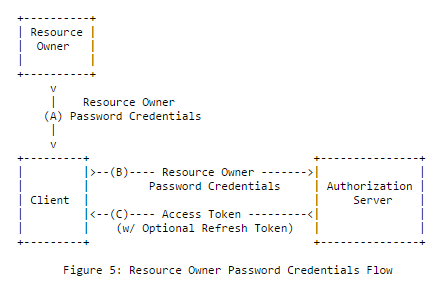 +----------+
| Resource |
| Owner |
| |
+----------+
v
| Resource Owner
(A) Password Credentials
|
v
+---------+ +---------------+
| |>--(B)---- Resource Owner ------->| |
| | Password Credentials | Authorization |
| Client | | Server |
| |<--(C)---- Access Token ---------<| |
| | (w/ Optional Refresh Token) | |
+---------+ +---------------+
Figure 5: Resource Owner Password Credentials Flow